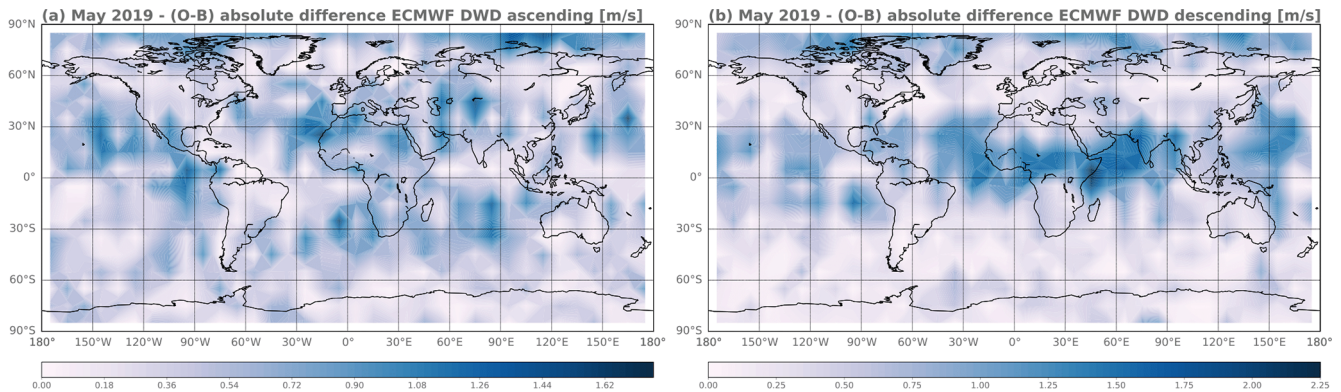 (a) May 2019 - (O-B) absolute difference ECMWF DWD ascending [m/s]
90°N
60°N
30°N
0°
30°S
60°S
90°S
180° 150°W 120°W 90°W 60°W 30°W 0° 30°E 60°E 90°E 120°E 150°E 180°
0.00 0.18 0.36 0.54 0.72 0.90 1.08 1.26 1.44 1.62
(b) May 2019 - (O-B) absolute difference ECMWF DWD descending [m/s]
90°N
60°N
30°N
0°
30°S
60°S
90°S
180° 150°W 120°W 90°W 60°W 30°W 0° 30°E 60°E 90°E 120°E 150°E 180°
0.00 0.25 0.50 0.75 1.00 1.25 1.50 1.75 2.00 2.25